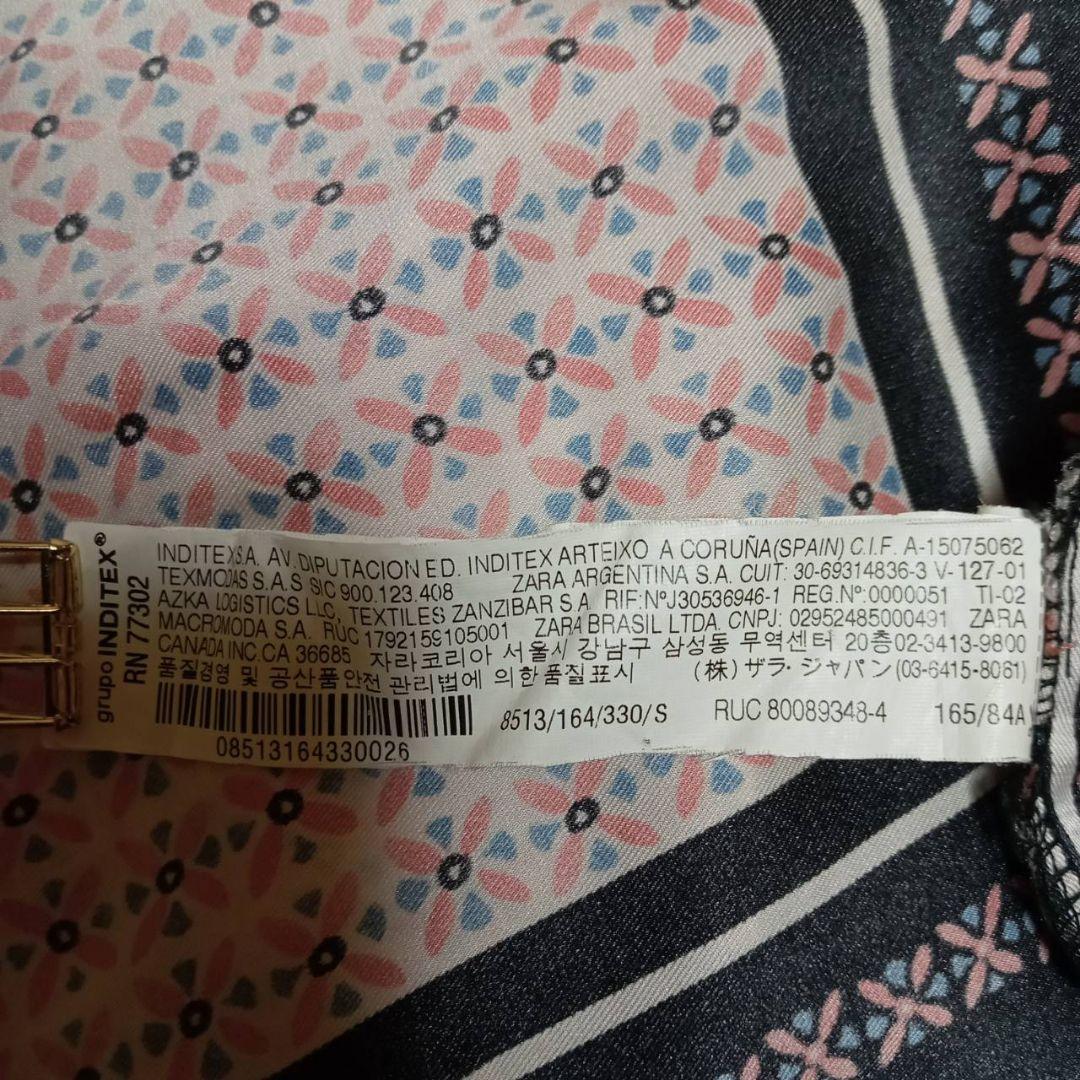 grupo INDITEX®
RN 77302
INDITEX S.A. AV. DIPUTACION ED. INDITEX ARTEIXO A CORUÑA(SPAIN) C.I.F. A-15075062
TEXMODAS S.A.S SIC 900.123.408 ZARA ARGENTINA S.A. CUIT: 30-69314836-3 V-127-01
AZKA LOGISTICS LLC, TEXTILES ZANZIBAR S A RIF:NºJ30536946-1 REG.Nº:0000051 TI-02
MACROMODA S.A. RUC 1792159105001 ZARA BRASIL LTDA. CNPJ: 02952485000491 ZARA
CANADA INC.CA 36685 자라코리아 서울시 강남구 삼성동 무역센터 20층02-3413-9800
품질경영 및 공산품안전 관리법에 의한품질표시 (株)ザラ・ジャパン(03-6415-8061)
8513/164/330/S RUC 80089348-4 165/84A
08513164330026